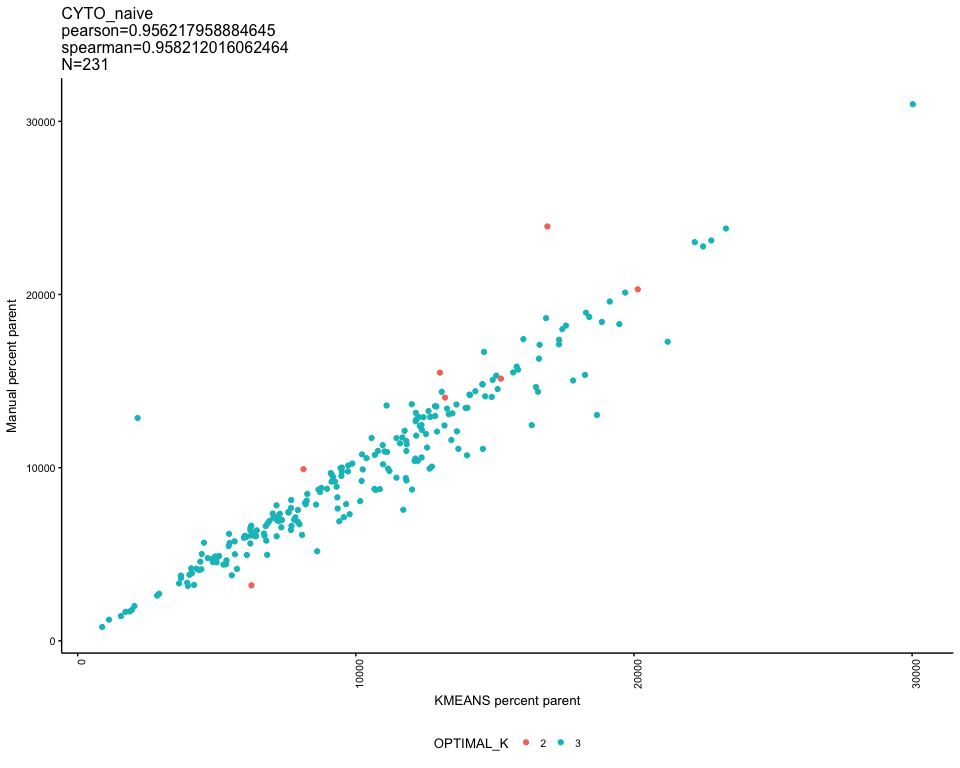 CYTO_naive
pearson=0.956217958884645
spearman=0.958212016062464
N=231
30000
20000
10000
0
Manual percent parent
0
10000
20000
30000
KMEANS percent parent
OPTIMAL_K 2 3